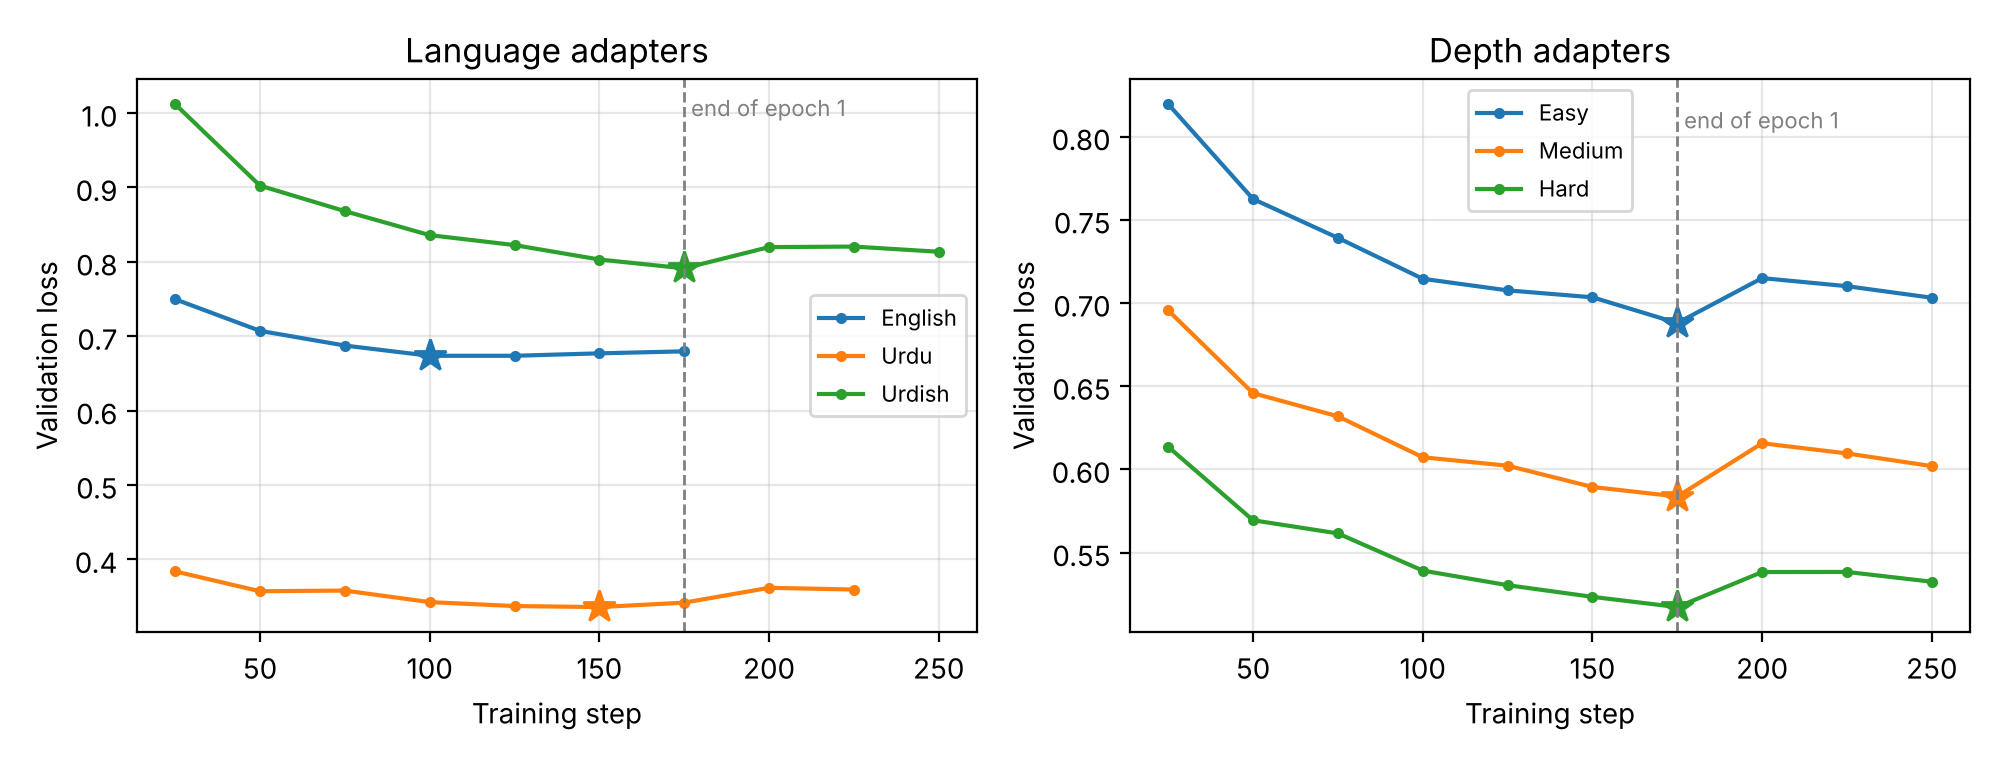 Language adapters
1.0
0.9
0.8
0.7
0.6
0.5
0.4
Validation loss
end of epoch 1
English
Urdu
Urdish
50 100 150 200 250
Training step
Depth adapters
0.80
0.75
0.70
0.65
0.60
0.55
Validation loss
Easy
Medium
Hard
end of epoch 1
50 100 150 200 250
Training step